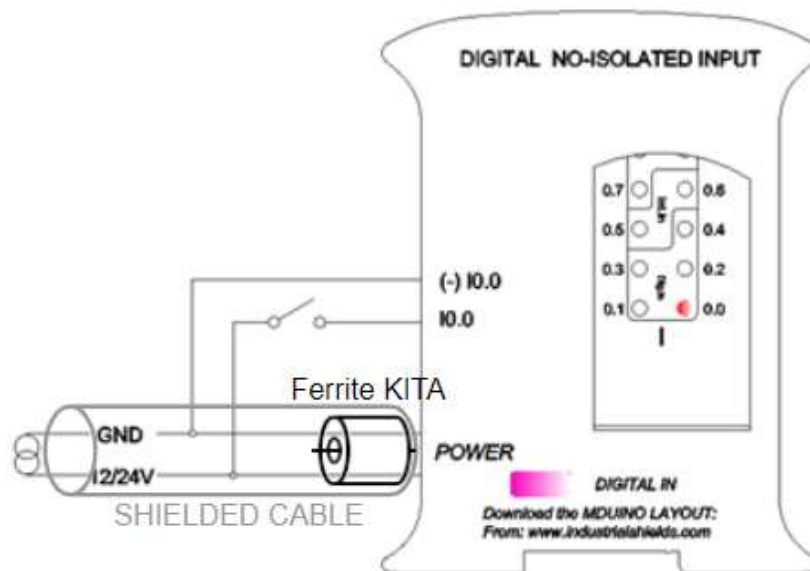 DIGITAL NO-ISOLATED INPUT
0.7
0.6
0.5
0.4
0.3
0.2
0.1
0.0
(-) I0.0
I0.0
Ferrite KITA
GND
POWER
12/24V
DIGITAL IN
SHIELDED CABLE
Download the MDUINO LAYOUT:
From: www.industrialshields.com